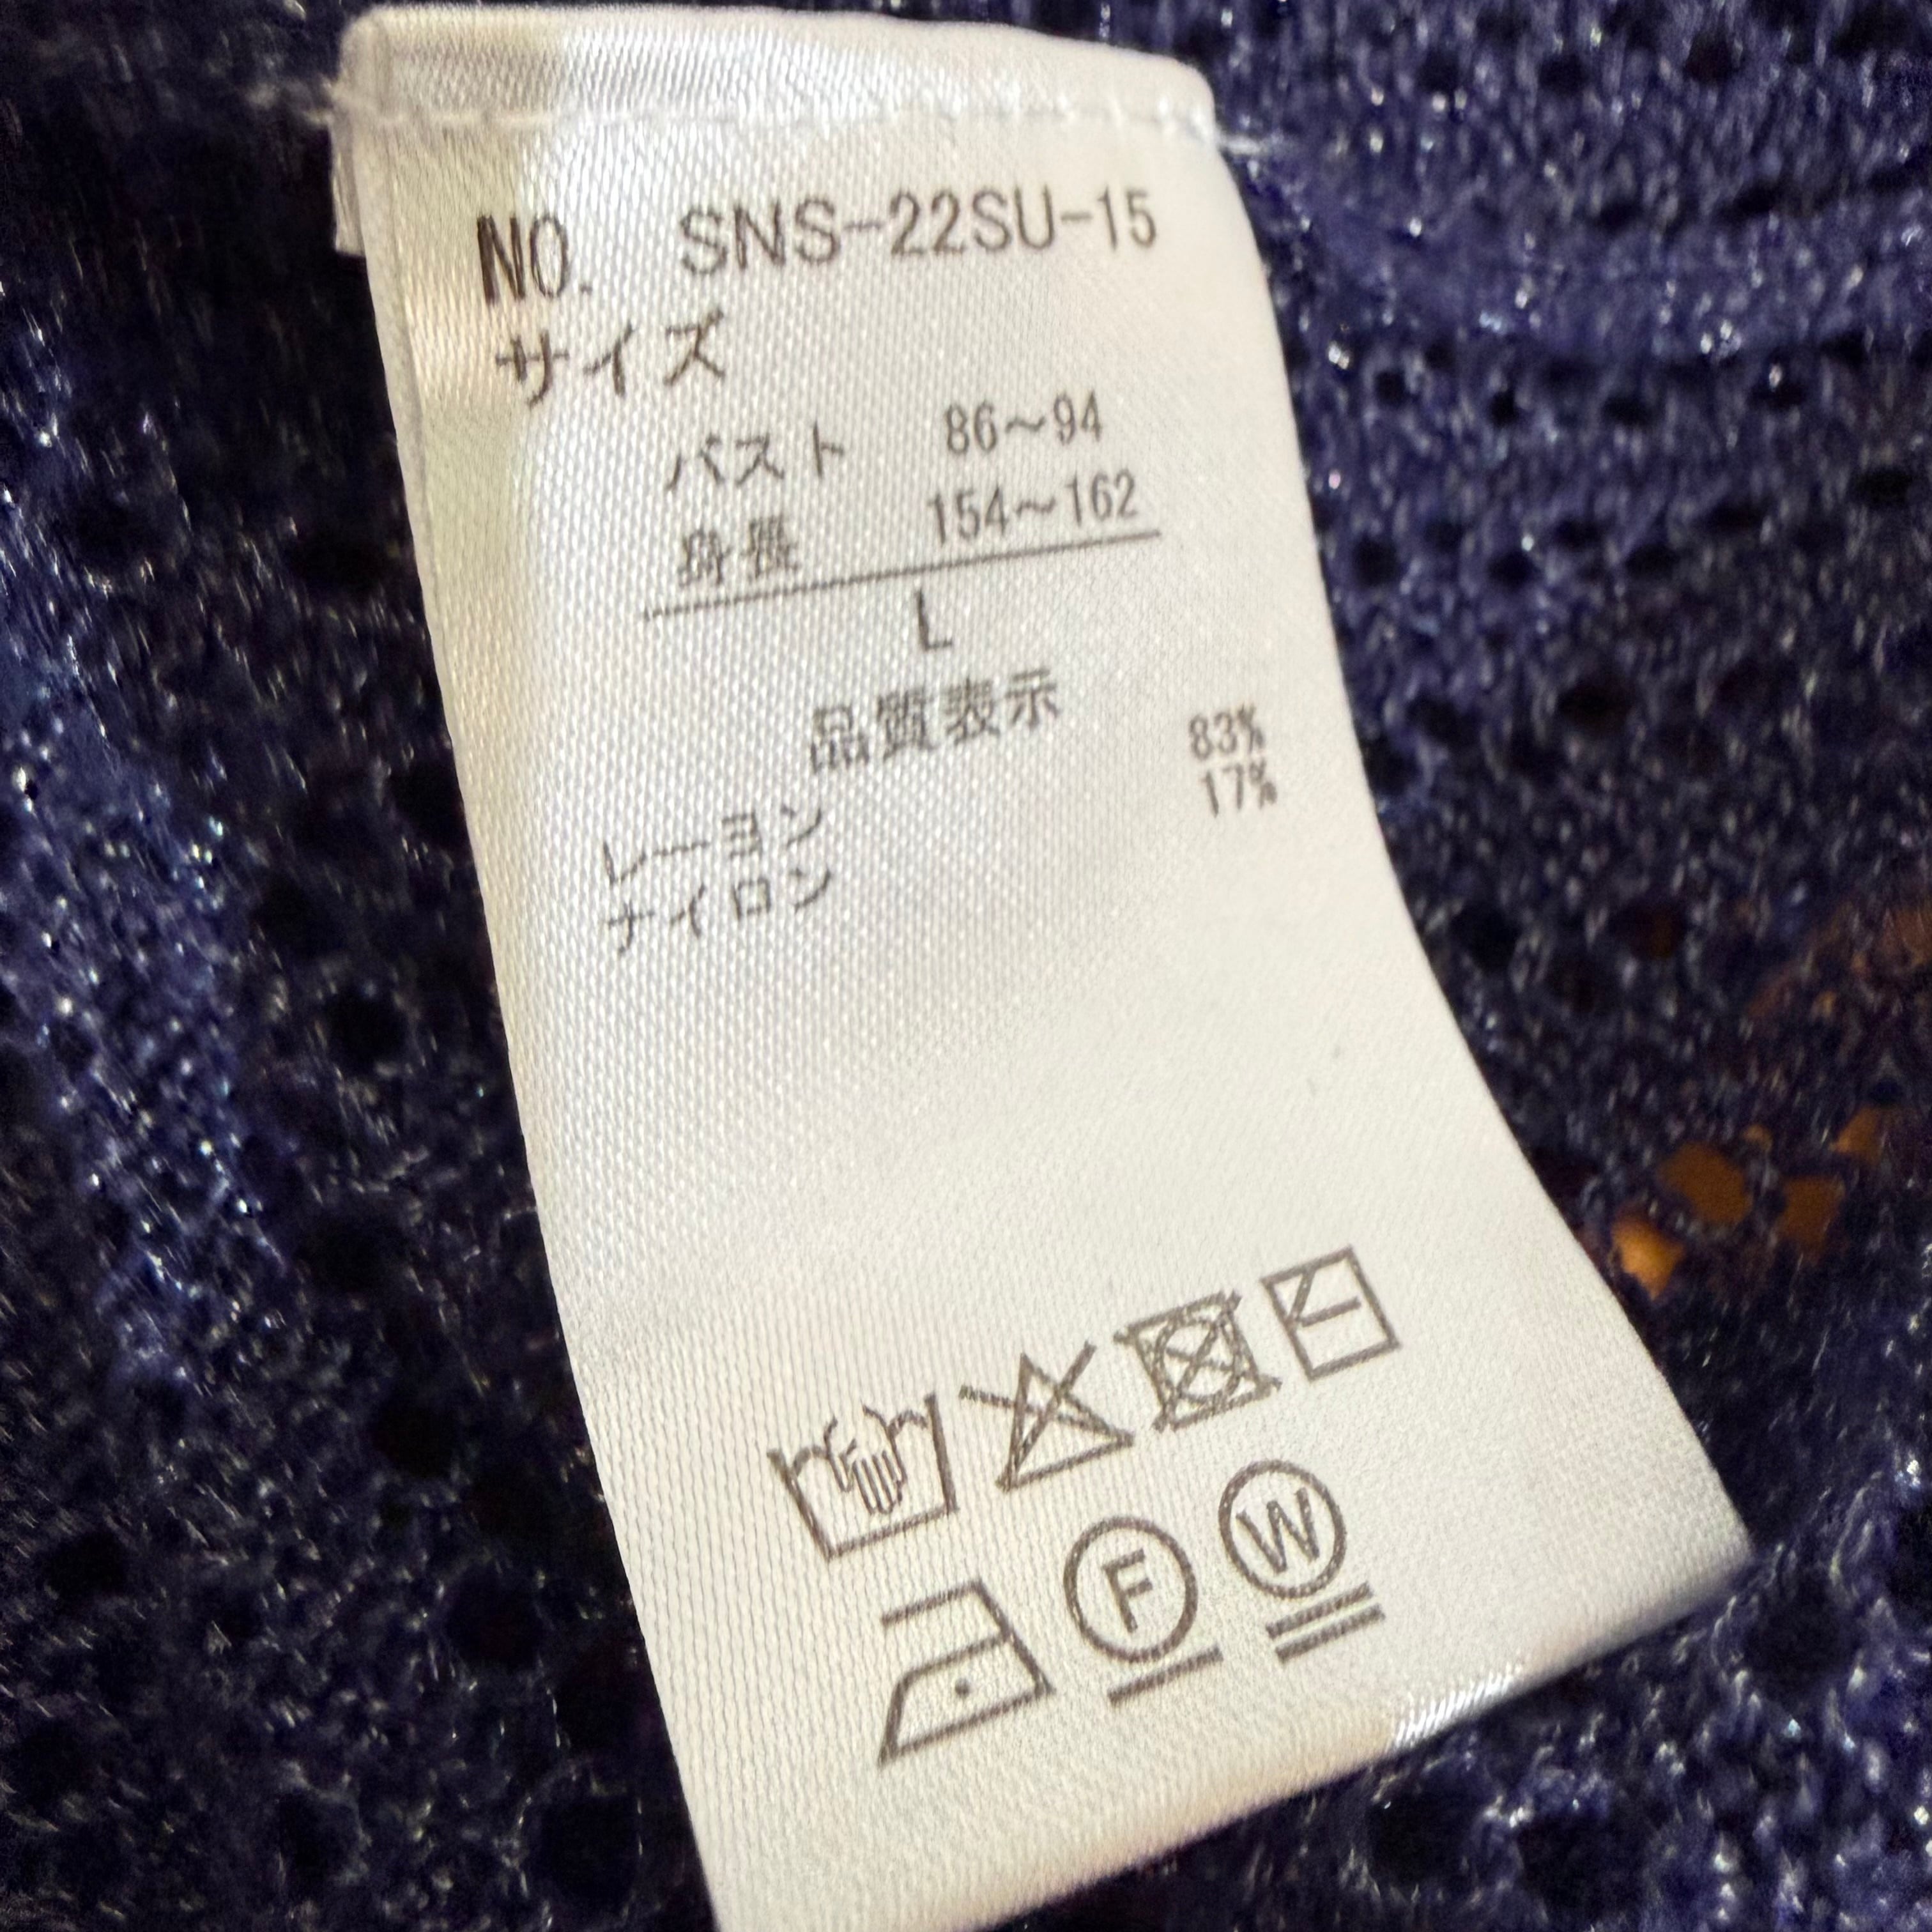 NO. SNS-22SU-15
サイズ
バスト 86～94
身長 154～162
L
品質表示
レーヨン 83%
ナイロン 17%
F W